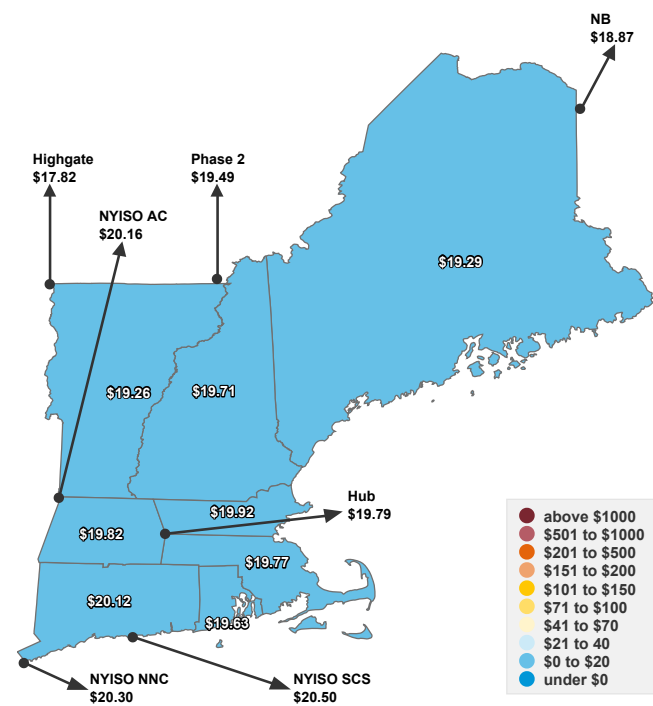 NB
$18.87
Highgate
$17.82
Phase 2
$19.49
NYISO AC
$20.16
$19.29
$19.26
$19.71
Hub
$19.79
$19.92
$19.82
$19.77
$20.12
$19.63
NYISO NNC
$20.30
NYISO SCS
$20.50
above $1000
$501 to $1000
$201 to $500
$151 to $200
$101 to $150
$71 to $100
$41 to $70
$21 to 40
$0 to $20
under $0